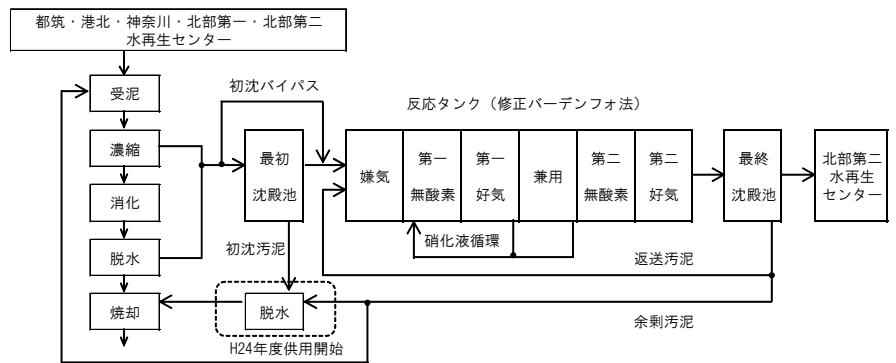 都筑・港北・神奈川・北部第一・北部第二
水再生センター
受泥
濃縮
消化
脱水
焼却
初沈バイパス
最初
沈殿池
初沈汚泥
脱水
H24年度供用開始
反応タンク（修正バーデンフォ法）
嫌気
第一
無酸素
第一
好気
兼用
第二
無酸素
第二
好気
硝化液循環
最終
沈殿池
北部第二
水再生
センター
返送汚泥
余剰汚泥